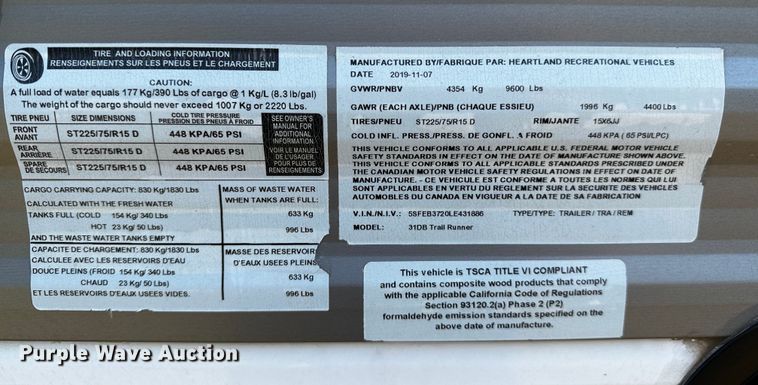 TIRE AND LOADING INFORMATION
RENSEIGNEMENTS SUR LES PNEUS ET LE CHARGEMENT
CAUTION:
A full load of water equals 177 Kg/390 Lbs of cargo @ 1 Kg/L (8.3 lb/gal)
The weight of the cargo should never exceed 1007 Kg or 2220 Lbs.
TIRE PNEU SIZE DIMENSIONS COLD TIRE PRESSURE
PRESSION DES PNEUS À FROID
FRONT
AVANT ST225/75/R15 D 448 KPA/65 PSI
REAR
ARRIÈRE ST225/75/R15 D 448 KPA/65 PSI
SPARE
DE SECOURS ST225/75/R15 D 448 KPA/65 PSI
SEE OWNER'S
MANUAL FOR
ADDITIONAL
INFORMATION
VOIR LE MANUEL
DE L'USAGER
POUR PLUS DE
RENSEIGNEMENTS
CARGO CARRYING CAPACITY: 830 Kg/1830 Lbs
CALCULATED WITH THE FRESH WATER
TANKS FULL (COLD 154 Kg/ 340 Lbs
HOT 23 Kg/ 50 Lbs)
AND THE WASTE WATER TANKS EMPTY
MASS OF WASTE WATER
WHEN TANKS ARE FULL:
633 Kg
996 Lbs
CAPACITE DE CHARGEMENT: 830 Kg/1830 Lbs
CALCULEE AVEC LES RESERVOIRS D'EAU
DOUCE PLEINS (FROID 154 Kg/ 340 Lbs
CHAUD 23 Kg/ 50 Lbs)
ET LES RESERVOIRS D'EAUX USEES VIDES.
MASSE DES RESERVOIR
D'EAUX USEES PLEINS
633 Kg
996 Lbs
MANUFACTURED BY/FABRIQUE PAR: HEARTLAND RECREATIONAL VEHICLES
DATE 2019-11-07
GVWR/PNBV 4354 Kg 9600 Lbs
GAWR (EACH AXLE)/PNB (CHAQUE ESSIEU) 1996 Kg 4400 Lbs
TIRES/PNEU ST225/75/R15 D RIM/JANTE 15X6JJ
COLD INFL. PRESS./PRESS. DE GONFL. A FROID 448 KPA ( 65 PSI/LPC)
THIS VEHICLE CONFORMS TO ALL APPLICABLE U.S. FEDERAL MOTOR VEHICLE
SAFETY STANDARDS IN EFFECT ON THE DATE OF MANUFACTURE SHOWN ABOVE.
THIS VEHICLE CONFORMS TO ALL APPLICABLE STANDARDS PRESCRIBED UNDER
THE CANADIAN MOTOR VEHICLE SAFETY REGULATIONS IN EFFECT ON DATE OF
MANUFACTURE. - CE VEHICULE EST CONFORME A TOUTES LES NORMES QUI LUI
SONT APPLICABLES EN VERTU DU REGLEMENT SUR LA SECURITE DES VEHICLES
AUTOMOBILES DU CANADA EN VIGUEUR A LA DATE DE SA FABRICATION
V.I.N./N.I.V.: 5SFEB3720LE431886 TYPE/TYPE: TRAILER / TRA / REM
MODEL: 31DB Trail Runner
This vehicle is TSCA TITLE VI COMPLIANT
and contains composite wood products that comply
with the applicable California Code of Regulations
Section 93120.2(a) Phase 2 (P2)
formaldehyde emission standards specified on the
above date of manufacture.
Purple Wave Auction